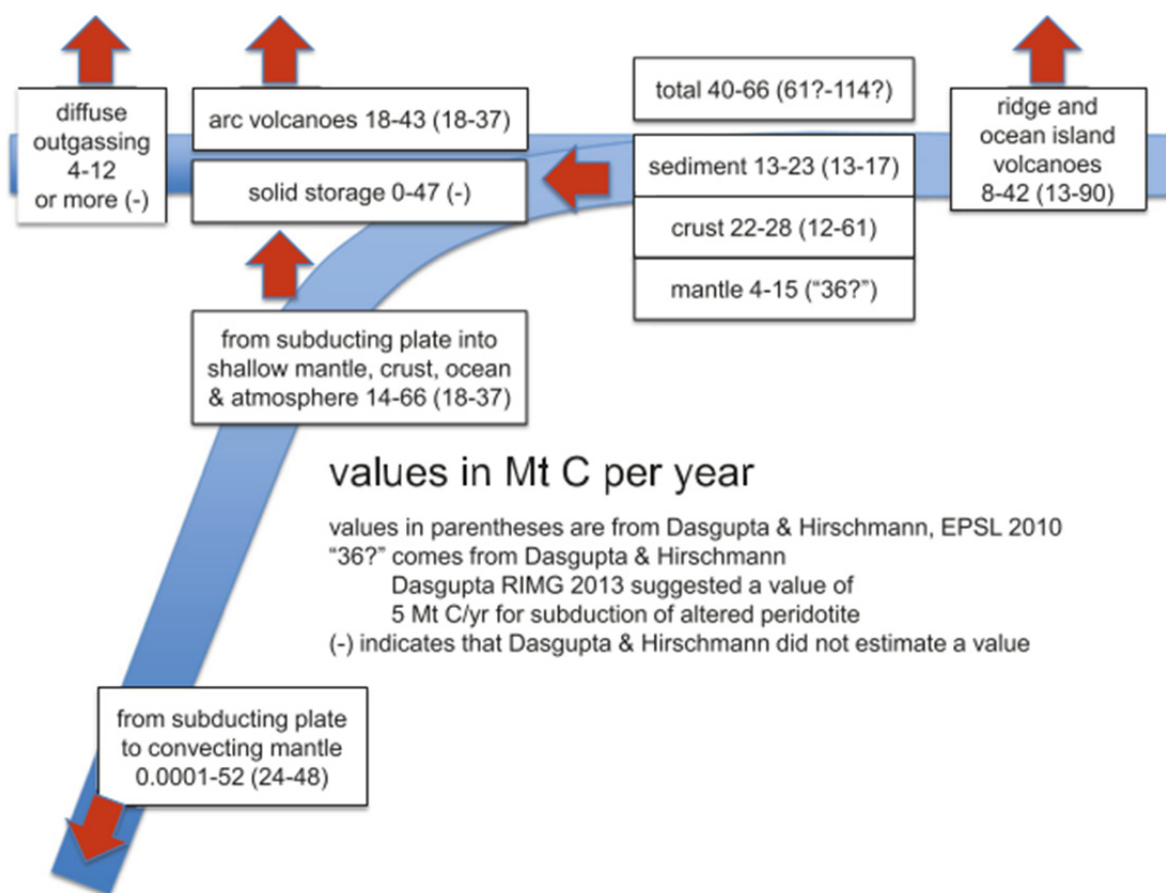 diffuse
outgassing
4-12
or more (-)
arc volcanoes 18-43 (18-37)
solid storage 0-47 (-)
total 40-66 (61?-114?)
sediment 13-23 (13-17)
crust 22-28 (12-61)
mantle 4-15 (“36?”)
ridge and
ocean island
volcanoes
8-42 (13-90)
from subducting plate into
shallow mantle, crust, ocean
& atmosphere 14-66 (18-37)
values in Mt C per year
values in parentheses are from Dasgupta & Hirschmann, EPSL 2010
“36?” comes from Dasgupta & Hirschmann
Dasgupta RIMG 2013 suggested a value of
5 Mt C/yr for subduction of altered peridotite
(-) indicates that Dasgupta & Hirschmann did not estimate a value
from subducting plate
to convecting mantle
0.0001-52 (24-48)